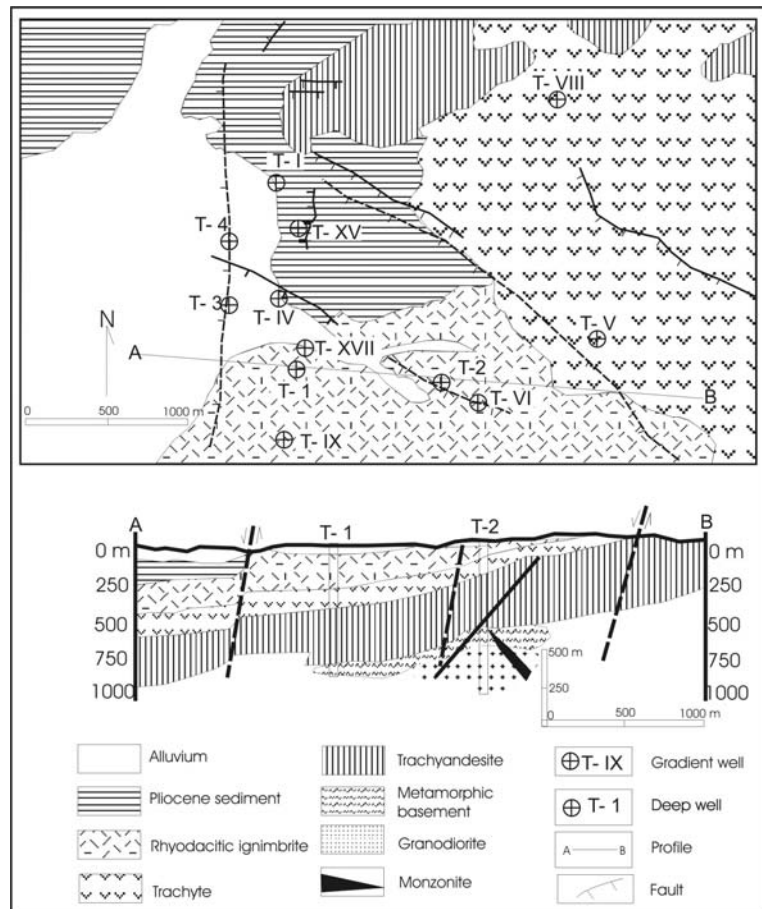 T- VIII
T- I
T- XV
T- 4
T- 3
T- IV
N
A
T- XVII
T- V
T- 1
T-2
T- VI
B
0 500 1000 m
T- IX
A T- 1 T-2 B
0 m 0 m
250 250
500 500
750 750
1000 1000
500 m
250
0 500 1000 m
Alluvium
Pliocene sediment
Rhyodacitic ignimbrite
Trachyte
Trachyandesite
Metamorphic
basement
Granodiorite
Monzonite
T- IX Gradient well
T- 1 Deep well
A B Profile
Fault